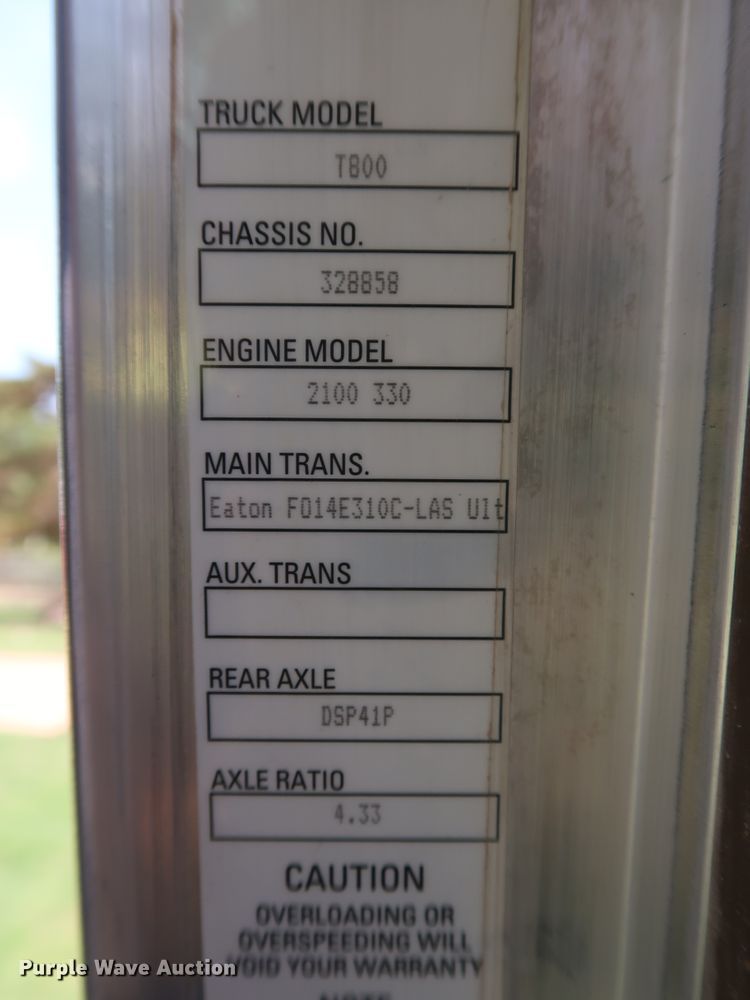 TRUCK MODEL
T800
CHASSIS NO.
328858
ENGINE MODEL
2100 330
MAIN TRANS.
Eaton FO14E310C-LAS Ult
AUX. TRANS
REAR AXLE
DSP41P
AXLE RATIO
4.33
CAUTION
OVERLOADING OR
OVERSPEEDING WILL
VOID YOUR WARRANTY
NOTE
Purple Wave Auction